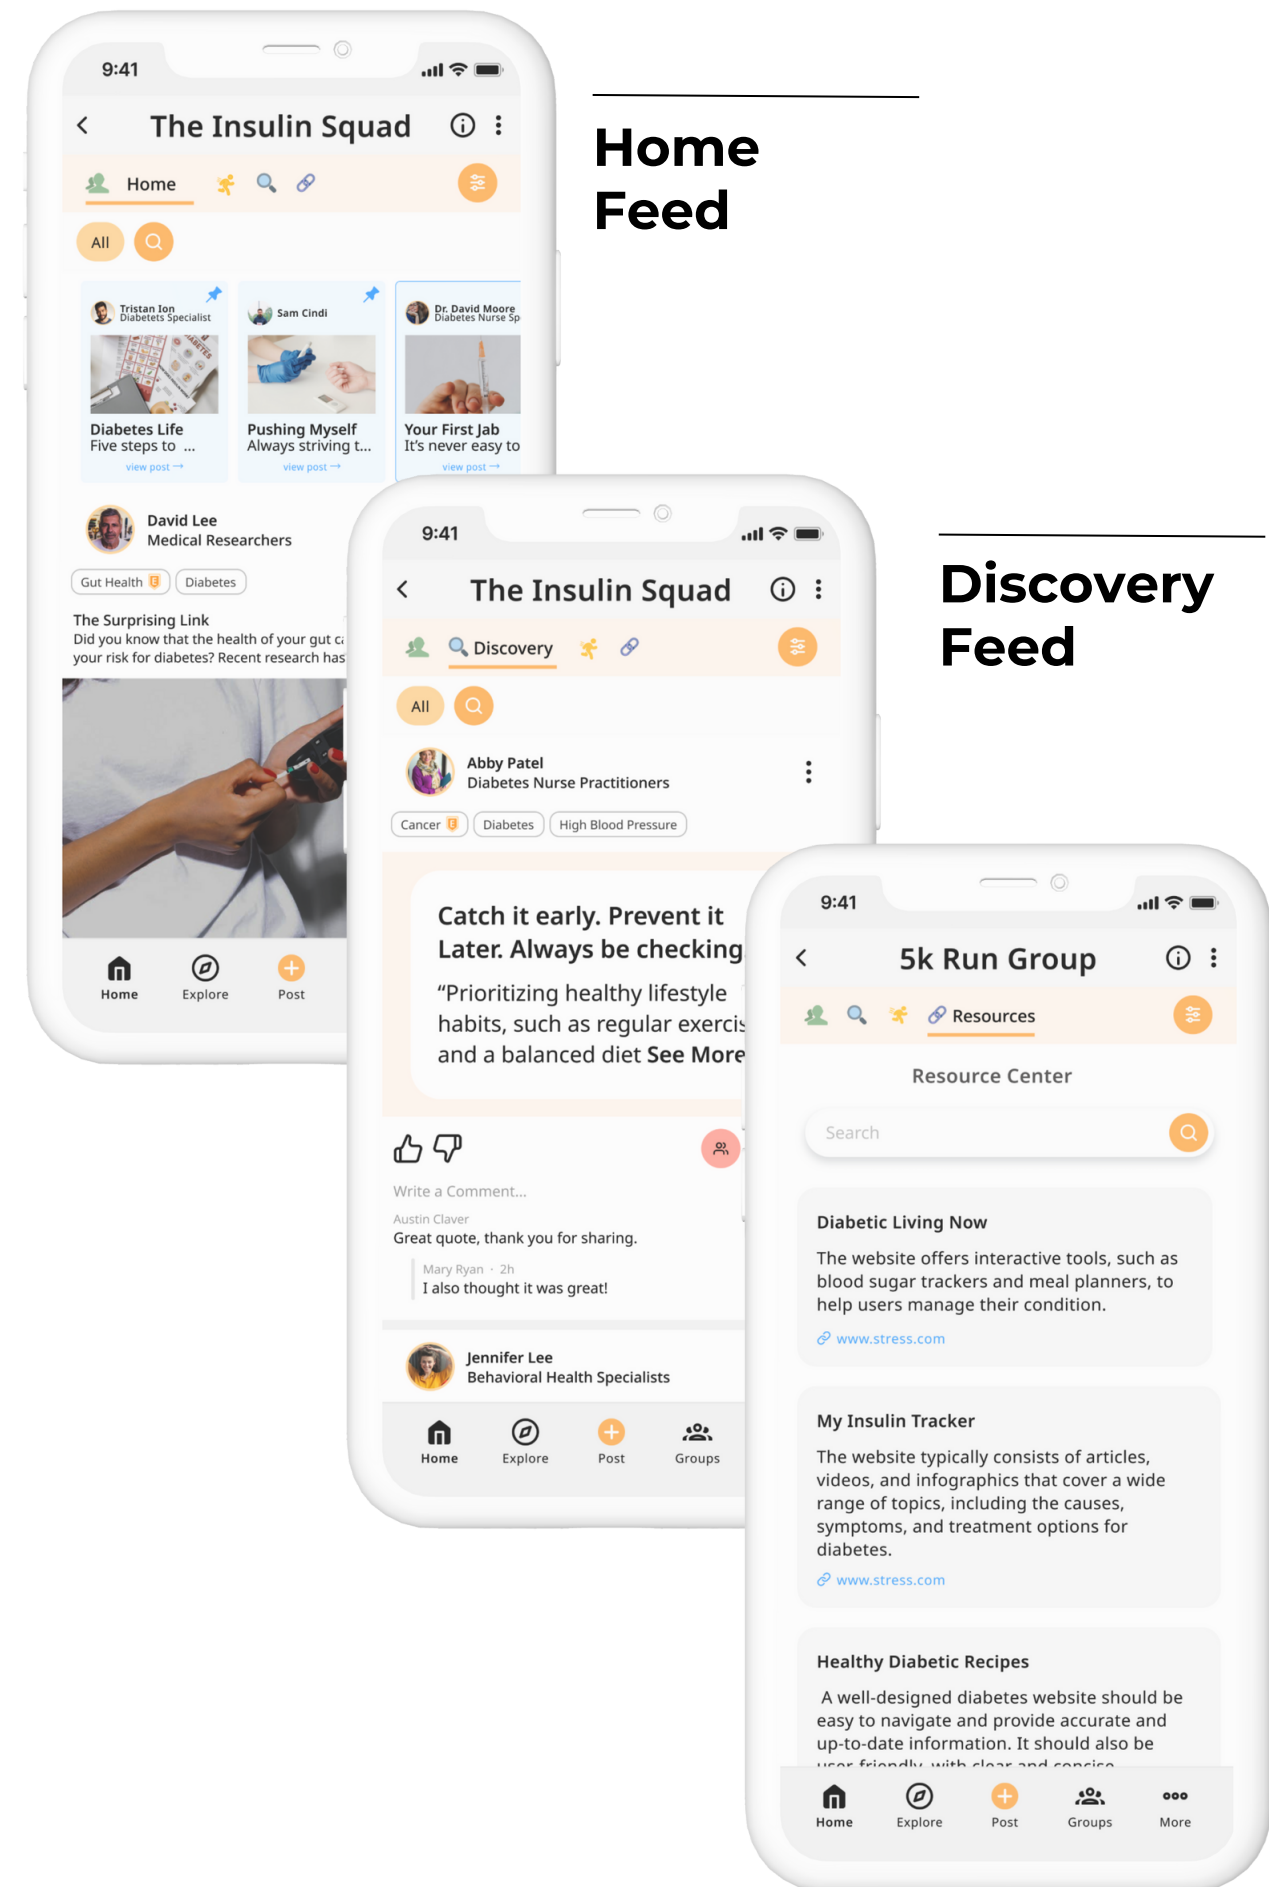 9:41
The Insulin Squad
Home
All
Tristan Ion
Diabetets Specialist
Sam Cindi
Dr. David Moore
Diabetes Nurse Sp
DIABETES
Diabetes Life
Five steps to ...
view post →
Pushing Myself
Always striving t...
view post →
Your First Jab
It's never easy to
view post →
David Lee
Medical Researchers
Gut Health E
Diabetes
The Surprising Link
Did you know that the health of your gut ca
your risk for diabetes? Recent research has
Home
Explore
Post
Home
Feed
9:41
The Insulin Squad
Discovery
All
Abby Patel
Diabetes Nurse Practitioners
Cancer E
Diabetes
High Blood Pressure
Catch it early. Prevent it
Later. Always be checking.
“Prioritizing healthy lifestyle
habits, such as regular exercis
and a balanced diet See More
Write a Comment...
Austin Claver
Great quote, thank you for sharing.
Mary Ryan · 2h
I also thought it was great!
Jennifer Lee
Behavioral Health Specialists
Home
Explore
Post
Groups
Discovery
Feed
9:41
5k Run Group
Resources
Resource Center
Search
Diabetic Living Now
The website offers interactive tools, such as
blood sugar trackers and meal planners, to
help users manage their condition.
www.stress.com
My Insulin Tracker
The website typically consists of articles,
videos, and infographics that cover a wide
range of topics, including the causes,
symptoms, and treatment options for
diabetes.
www.stress.com
Healthy Diabetic Recipes
A well-designed diabetes website should be
easy to navigate and provide accurate and
up-to-date information. It should also be
user-friendly, with clear and concise
Home
Explore
Post
Groups
More